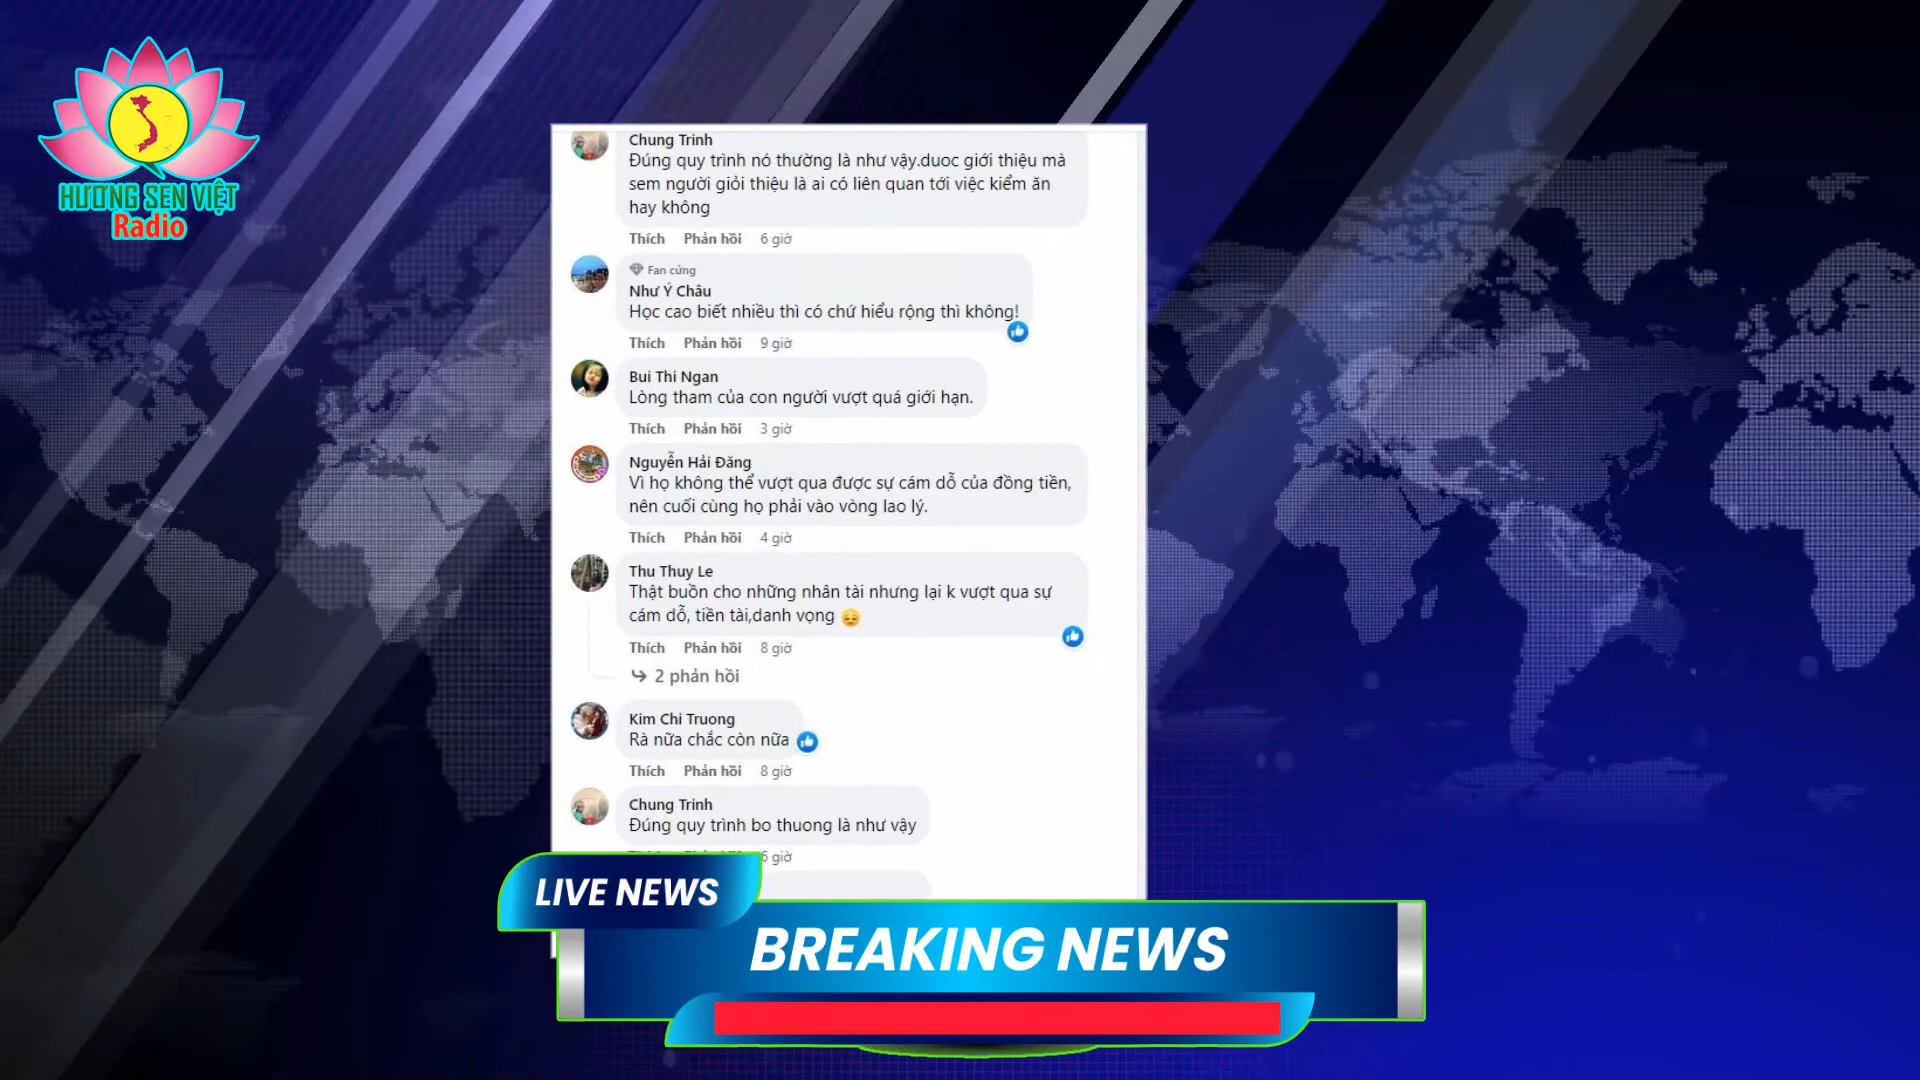 HƯƠNG SEN VIỆT
Radio
Chung Trinh
Đúng quy trình nó thường là như vậy.duoc giới thiệu mà
sem người giỏi thiệu là ai có liên quan tới việc kiểm ăn
hay không
Thích Phản hồi 6 giờ
Fan cứng
Như Ý Châu
Học cao biết nhiều thì có chứ hiểu rộng thì không!
Thích Phản hồi 9 giờ
Bui Thi Ngan
Lòng tham của con người vượt quá giới hạn.
Thích Phản hồi 3 giờ
Nguyễn Hải Đăng
Vì họ không thể vượt qua được sự cám dỗ của đồng tiền,
nên cuối cùng họ phải vào vòng lao lý.
Thích Phản hồi 4 giờ
Thu Thuy Le
Thật buồn cho những nhân tài nhưng lại k vượt qua sự
cám dỗ, tiền tài,danh vọng 😔
Thích Phản hồi 8 giờ
2 phản hồi
Kim Chi Truong
Rà nữa chắc còn nữa
Thích Phản hồi 8 giờ
Chung Trinh
Đúng quy trình bo thuong là như vậy
6 giờ
LIVE NEWS
BREAKING NEWS